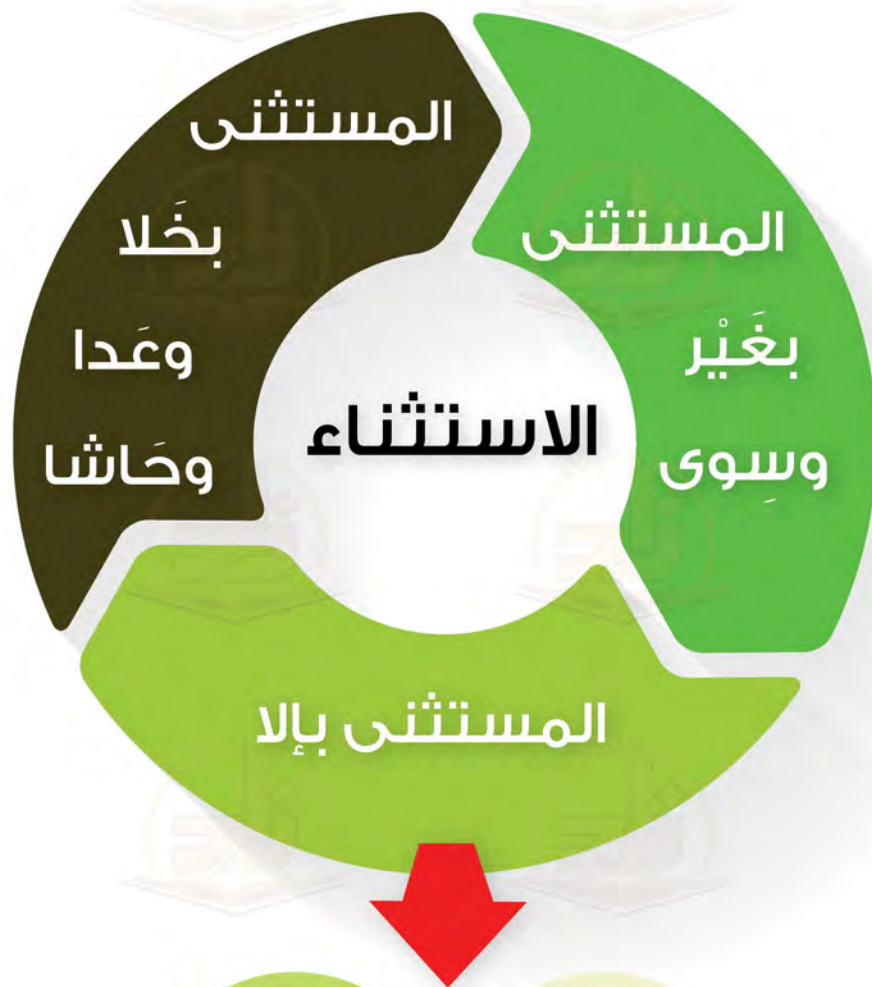 المستثنى
بغَيْر
وسِوى
المستثنى
بخَلا
وعَدا
وحَاشا
الاستثناء
المستثنى بإلا